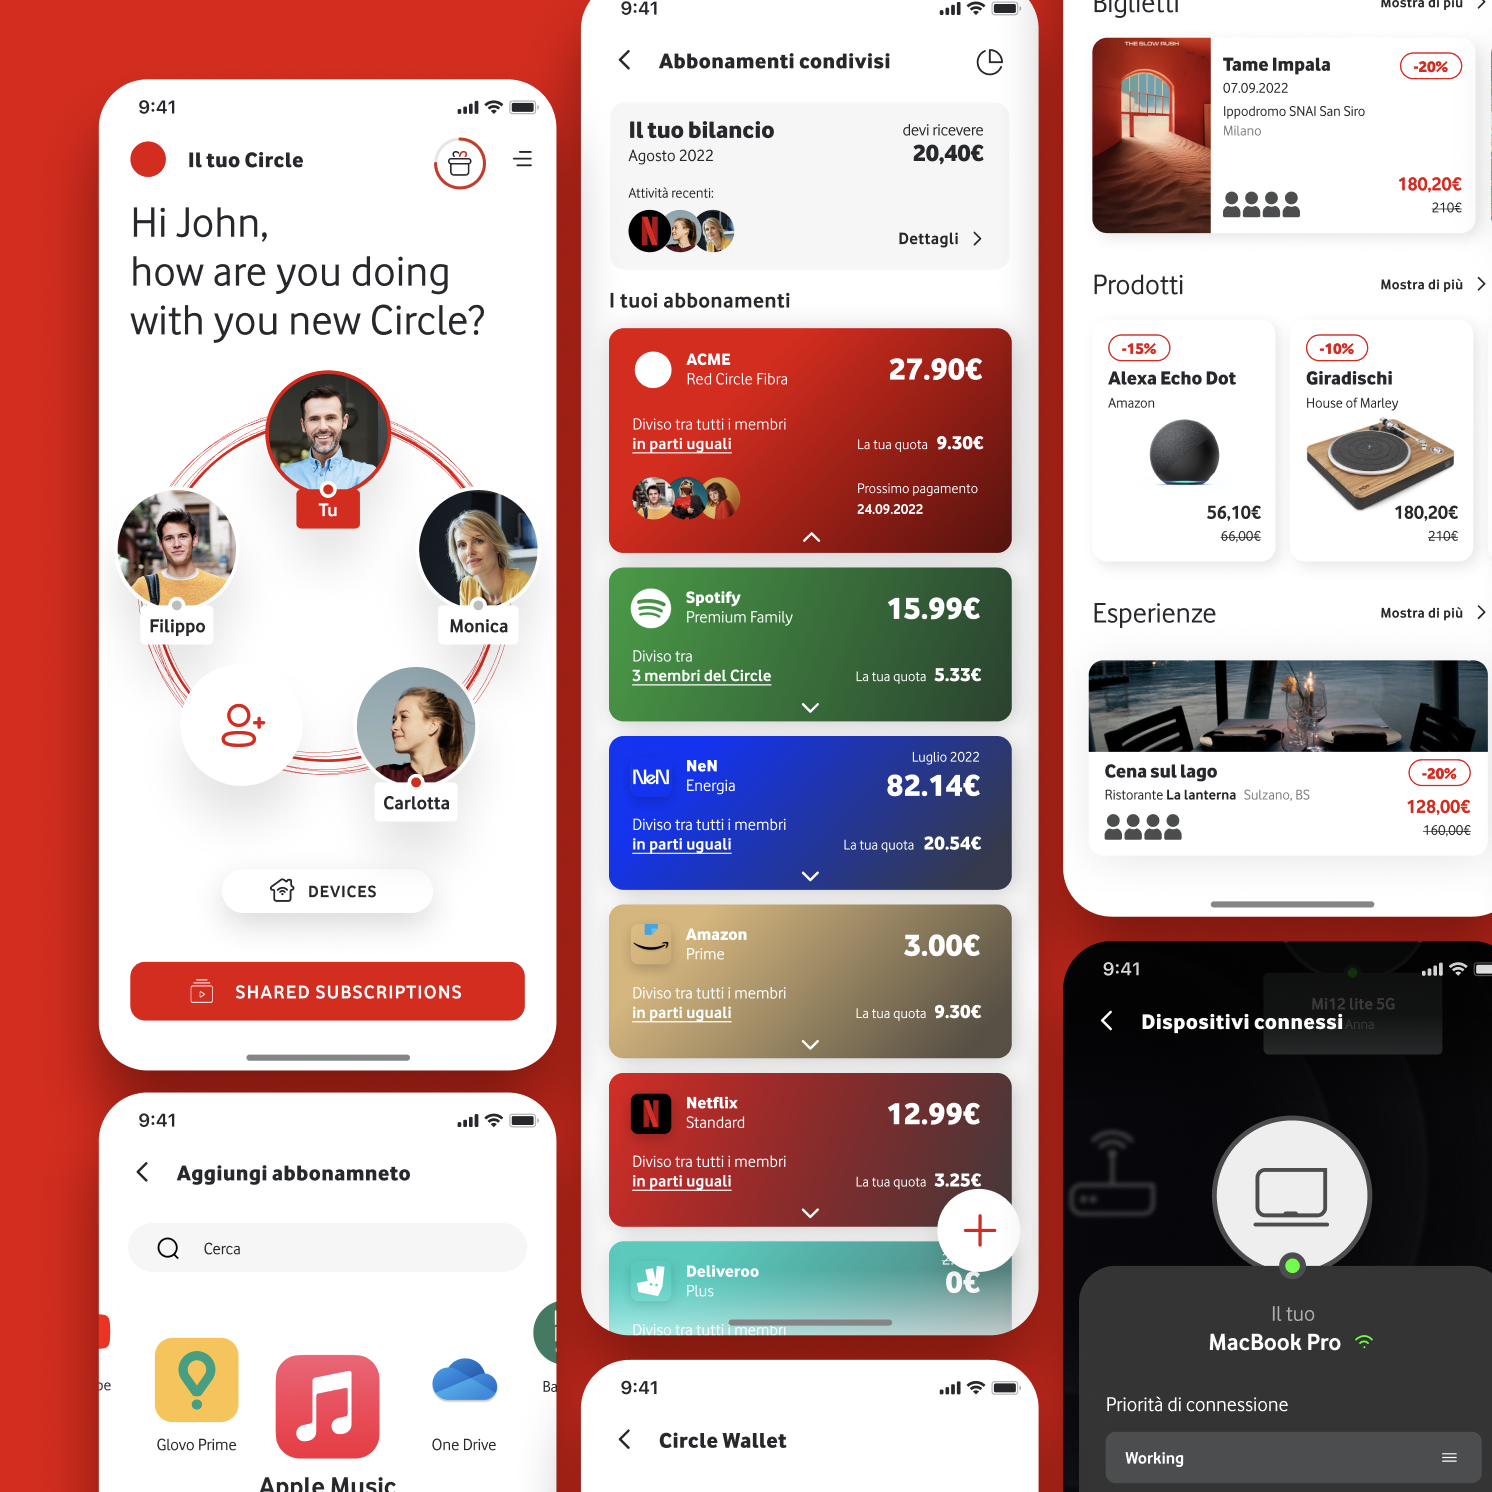 9:41
Il tuo Circle
Hi John,
how are you doing
with you new Circle?
Tu
Filippo
Monica
Carlotta
DEVICES
SHARED SUBSCRIPTIONS
9:41
Aggiungi abbonamneto
Cerca
Glovo Prime
One Drive
Apple Music
9:41
Abbonamenti condivisi
Il tuo bilancio
devi ricevere
Agosto 2022
20,40€
Attività recenti:
N
Dettagli
I tuoi abbonamenti
ACME
Red Circle Fibra
27.90€
Diviso tra tutti i membri
in parti uguali
La tua quota 9.30€
Prossimo pagamento
24.09.2022
Spotify
Premium Family
15.99€
Diviso tra
3 membri del Circle
La tua quota 5.33€
Luglio 2022
NeN
NeN
Energia
82.14€
Diviso tra tutti i membri
in parti uguali
La tua quota 20.54€
Amazon
Prime
3.00€
Diviso tra tutti i membri
in parti uguali
La tua quota 9.30€
N
Netflix
Standard
12.99€
Diviso tra tutti i membri
in parti uguali
La tua quota 3.25€
Deliveroo
Plus
0€
Diviso tra tutti i membri
9:41
Circle Wallet
Biglietti
Mostra di più
THE SLOW RUSH
Tame Impala
-20%
07.09.2022
Ippodromo SNAI San Siro
Milano
180,20€
210€
Prodotti
Mostra di più
-15%
Alexa Echo Dot
Amazon
56,10€
66,00€
-10%
Giradischi
House of Marley
180,20€
210€
Esperienze
Mostra di più
Cena sul lago
-20%
Ristorante La lanterna Sulzano, BS
128,00€
160,00€
9:41
Mi12 lite 5G
Anna
Dispositivi connessi
Il tuo
MacBook Pro
Priorità di connessione
Working